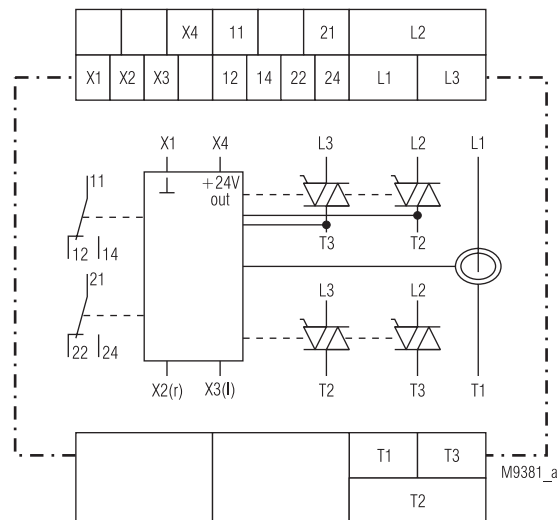 X4 11 21 L2
X1 X2 X3 12 14 22 24 L1 L3
X1 X4 L3 L2 L1
+24V
out
11
12 14
T3 T2
21
22 24
L3 L2
X2(r) X3(l) T2 T3 T1
T1 T3
M9381_a
T2